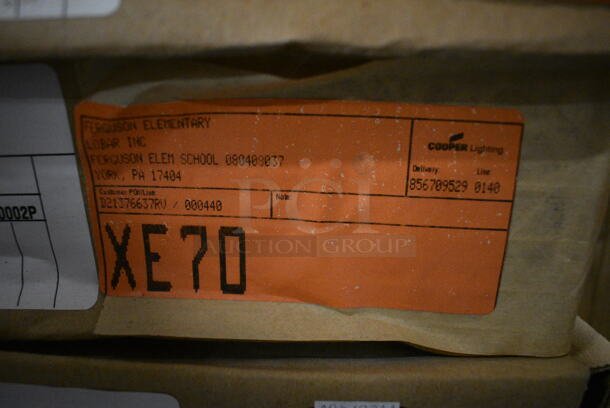 FERGUSON ELEMENTARY
LOBAR INC
FERGUSON ELEM SCHOOL 080409037
YORK, PA 17404
COOPER Lighting
Delivery Line
856709529 0140
Customer PO#/Line
Note:
D21376637RV / 000440
XE70
0002P
PCI
AUCTION GROUP